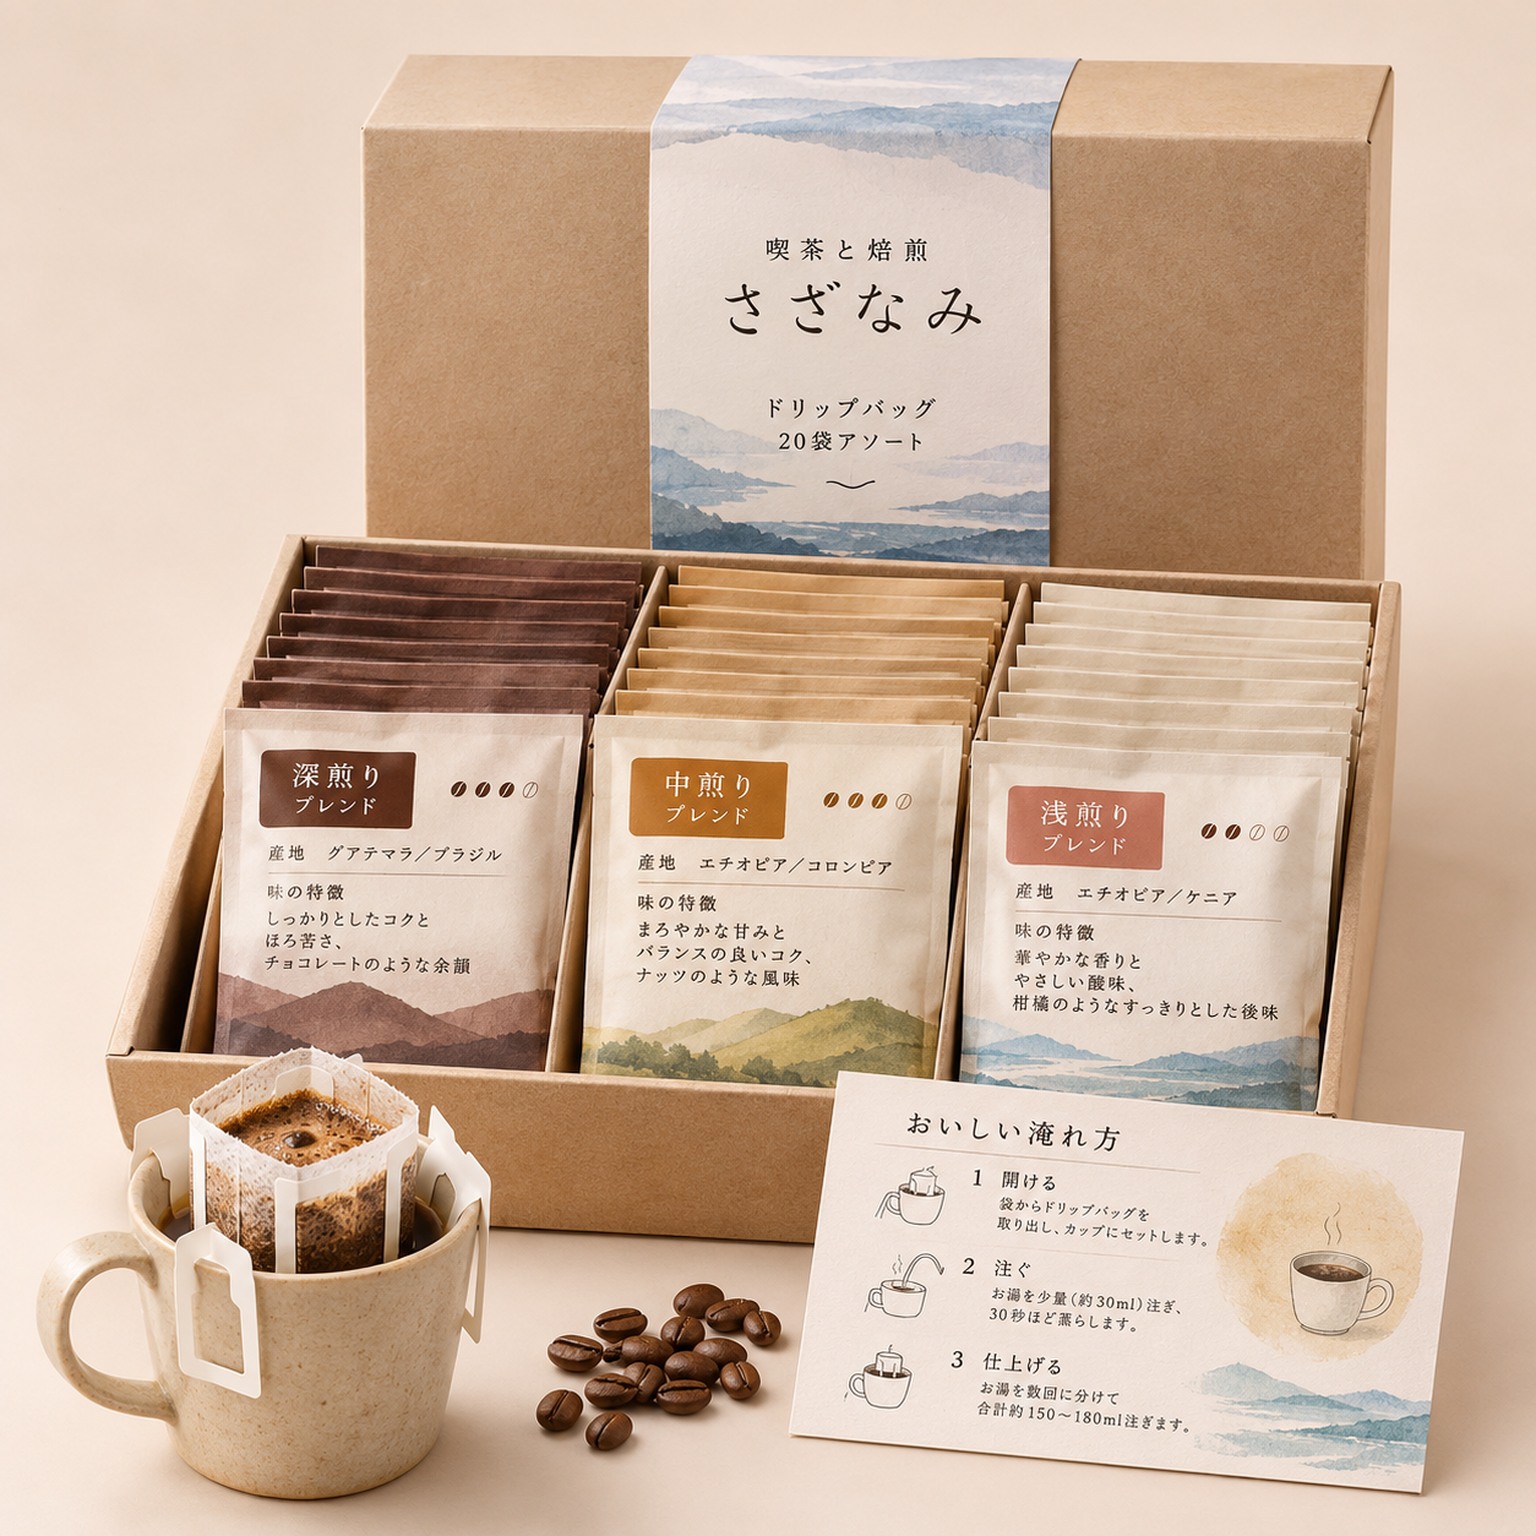 喫茶と焙煎
さざなみ
ドリップバッグ
20袋アソート
深煎り
ブレンド
産地 グアテマラ／ブラジル
味の特徴
しっかりとしたコクと
ほろ苦さ、
チョコレートのような余韻
中煎り
ブレンド
産地 エチオピア／コロンビア
味の特徴
まろやかな甘みと
バランスの良いコク、
ナッツのような風味
浅煎り
ブレンド
産地 エチオピア／ケニア
味の特徴
華やかな香りと
やさしい酸味、
柑橘のようなすっきりとした後味
おいしい淹れ方
1 開ける
袋からドリップバッグを
取り出し、カップにセットします。
2 注ぐ
お湯を少量（約30ml）注ぎ、
30秒ほど蒸らします。
3 仕上げる
お湯を数回に分けて
合計約150〜180ml注ぎます。